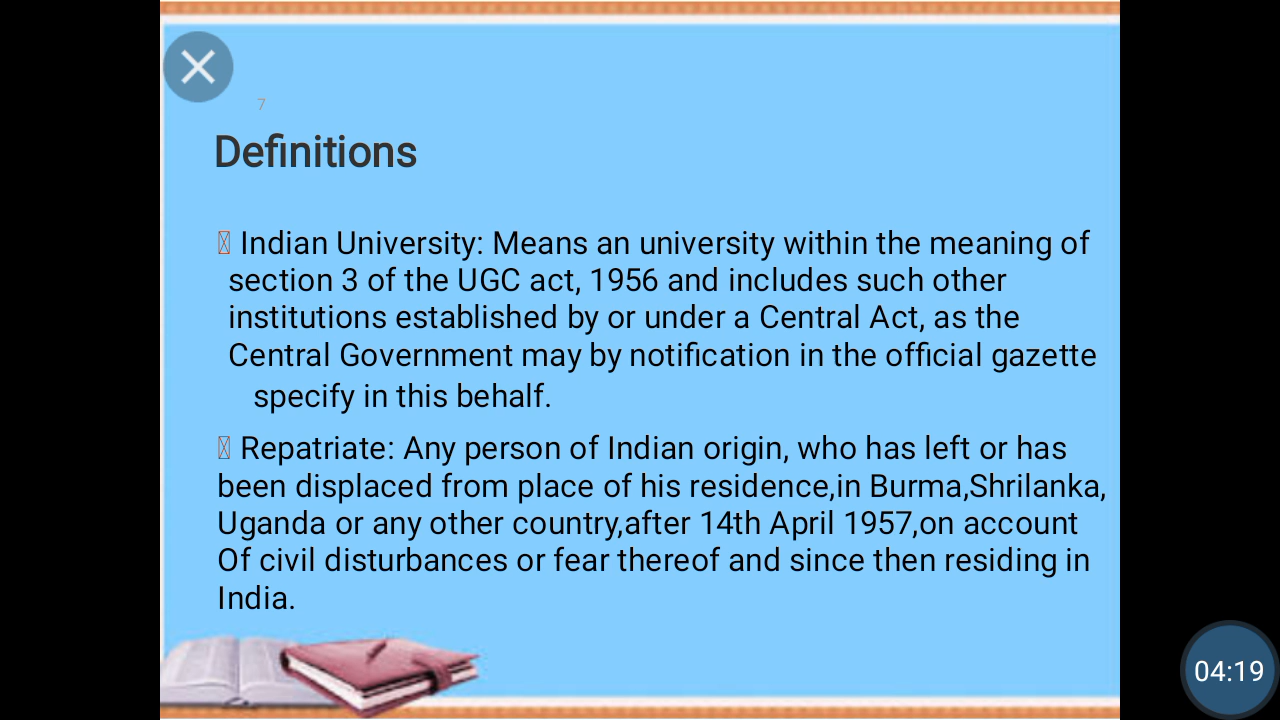 7
Definitions
Indian University: Means an university within the meaning of
section 3 of the UGC act, 1956 and includes such other
institutions established by or under a Central Act, as the
Central Government may by notification in the official gazette
specify in this behalf.
Repatriate: Any person of Indian origin, who has left or has
been displaced from place of his residence,in Burma,Shrilanka,
Uganda or any other country,after 14th April 1957,on account
Of civil disturbances or fear thereof and since then residing in
India.
04:19